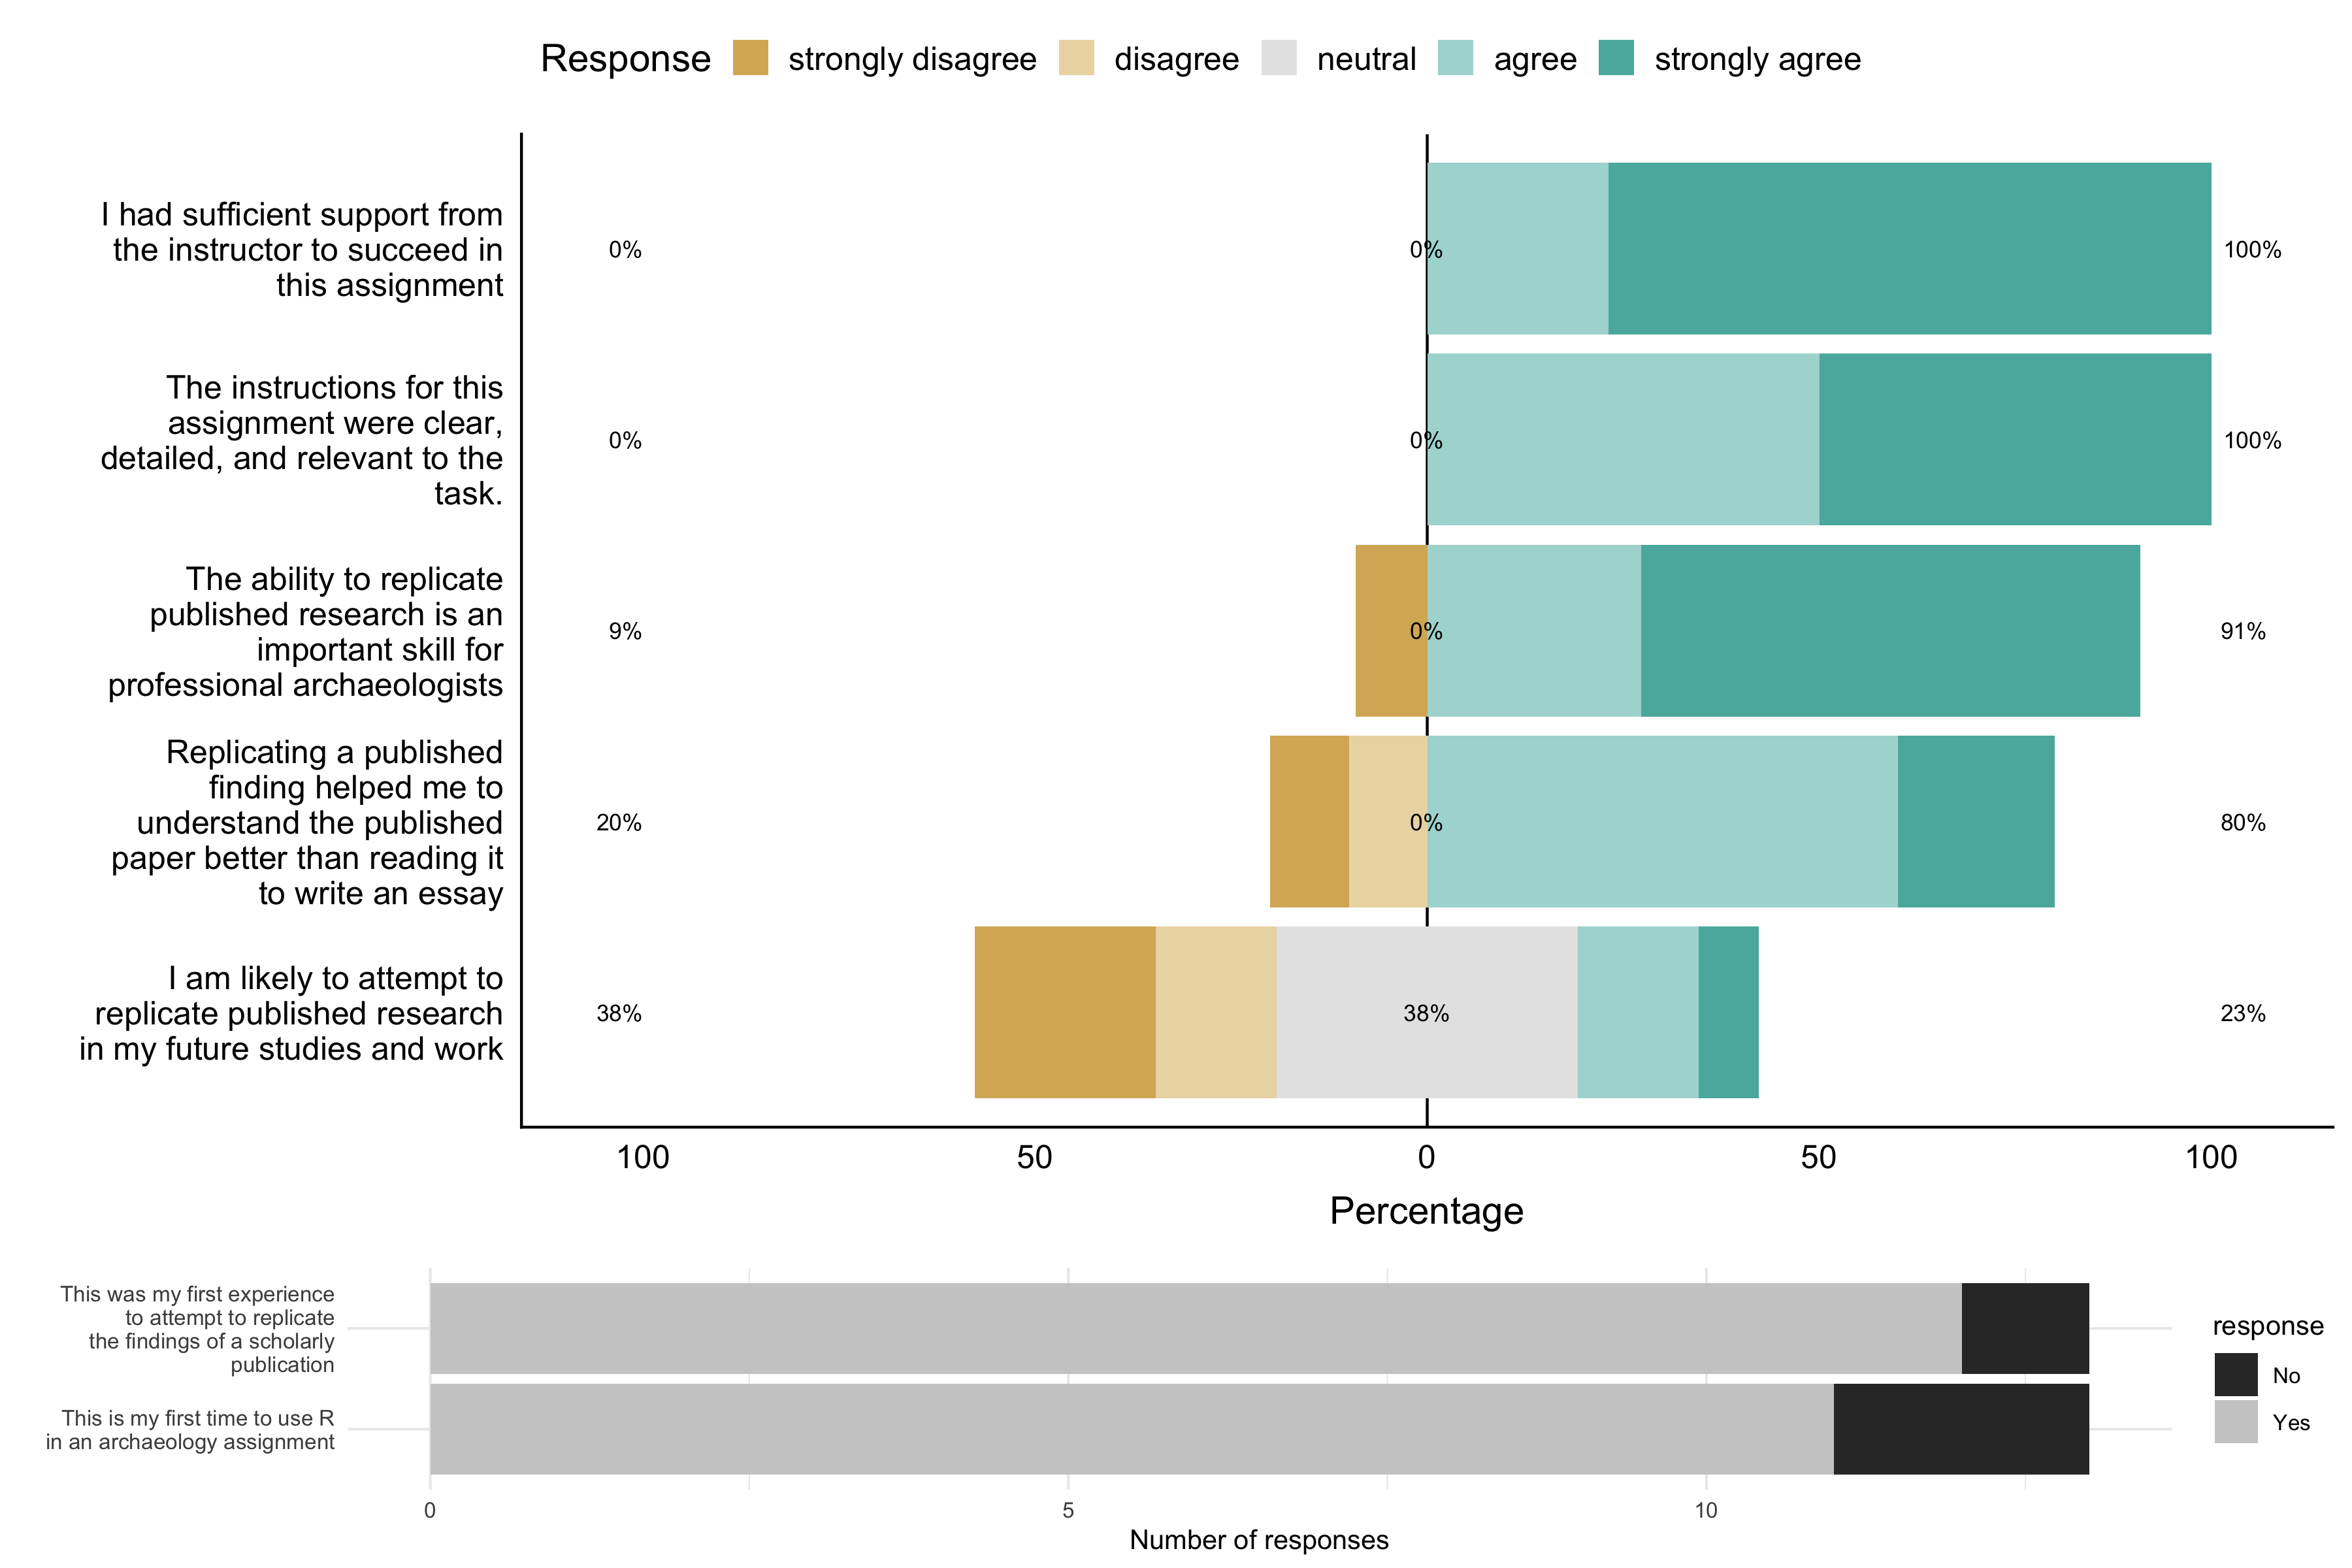 Response strongly disagree disagree neutral agree strongly agree
I had sufficient support from
the instructor to succeed in
this assignment
0% 0% 100%
The instructions for this
assignment were clear,
detailed, and relevant to the
task.
0% 0% 100%
The ability to replicate
published research is an
important skill for
professional archaeologists
9% 0% 91%
Replicating a published
finding helped me to
understand the published
paper better than reading it
to write an essay
20% 0% 80%
I am likely to attempt to
replicate published research
in my future studies and work
38% 38% 23%
100 50 0 50 100
Percentage
This was my first experience
to attempt to replicate
the findings of a scholarly
publication
This is my first time to use R
in an archaeology assignment
0 5 10
Number of responses
response
No
Yes